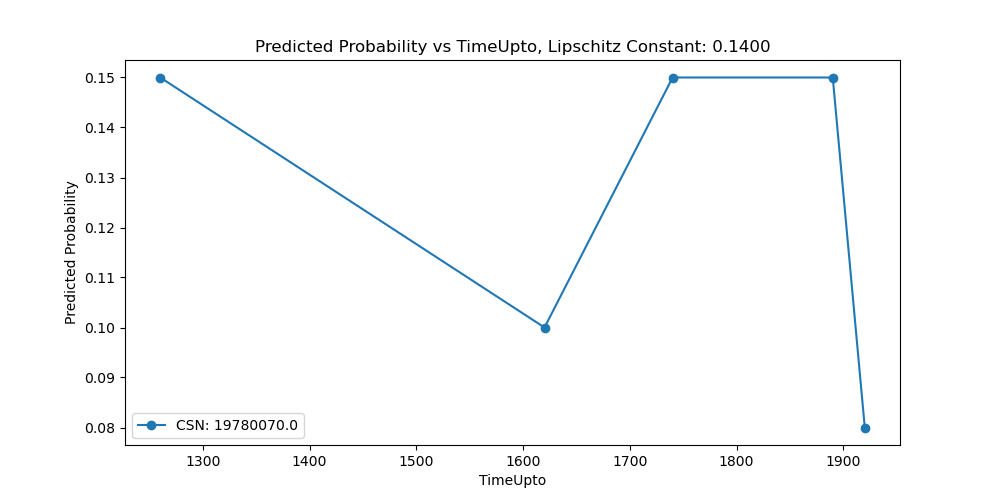 Predicted Probability vs TimeUpto, Lipschitz Constant: 0.1400
Predicted Probability
0.15
0.14
0.13
0.12
0.11
0.10
0.09
0.08
CSN: 19780070.0
1300 1400 1500 1600 1700 1800 1900
TimeUpto